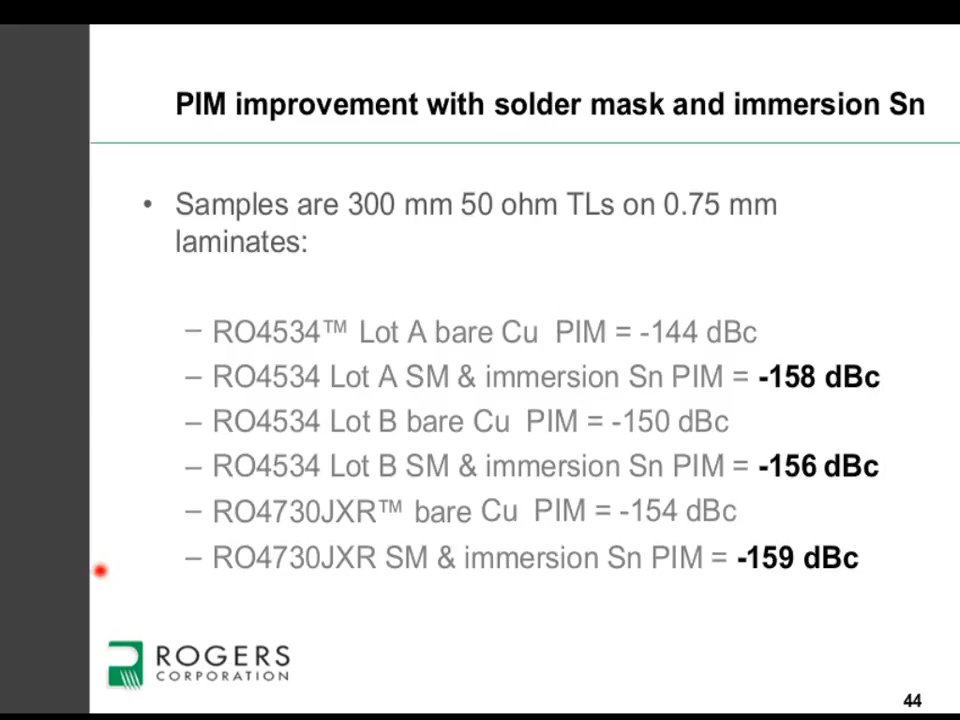 PIM improvement with solder mask and immersion Sn
• Samples are 300 mm 50 ohm TLs on 0.75 mm
laminates:
– RO4534™ Lot A bare Cu PIM = -144 dBc
– RO4534 Lot A SM & immersion Sn PIM = -158 dBc
– RO4534 Lot B bare Cu PIM = -150 dBc
– RO4534 Lot B SM & immersion Sn PIM = -156 dBc
– RO4730JXR™ bare Cu PIM = -154 dBc
– RO4730JXR SM & immersion Sn PIM = -159 dBc
ROGERS
CORPORATION
44